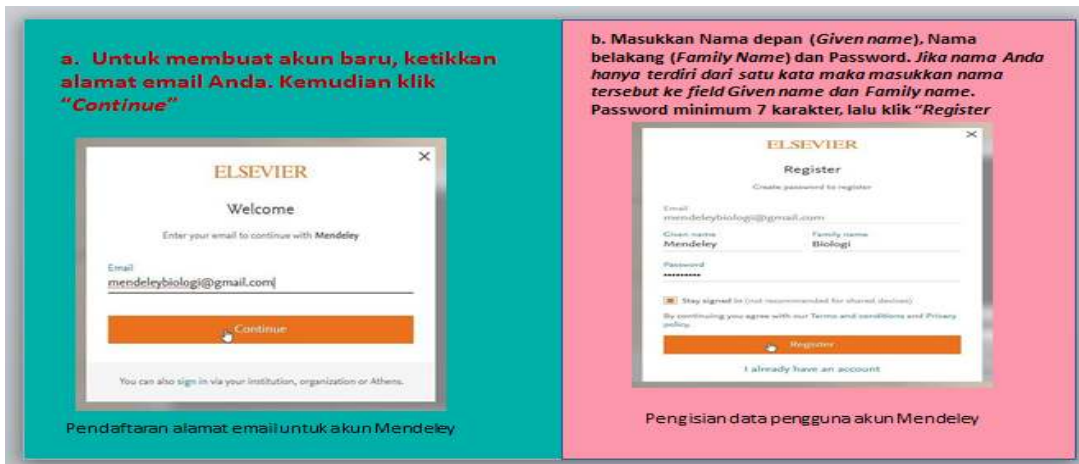 a. Untuk membuat akun baru, ketikkan
alamat email Anda. Kemudian klik
“Continue”
ELSEVIER
Welcome
Enter your email to continue with Mendeley
Email
mendeleybiologi@gmail.com
Continue
You can also sign in via your institution, organization or Athens.
Pendaftaran alamat email untuk akun Mendeley
b. Masukkan Nama depan (Given name), Nama
belakang (Family Name) dan Password. Jika nama Anda
hanya terdiri dari satu kata maka masukkan nama
tersebut ke field Given name dan Family name.
Password minimum 7 karakter, lalu klik “Register
ELSEVIER
Register
Create password to register
Email
mendeleybiologi@gmail.com
Given name Family name
Mendeley Biologi
Password
Stay signed in (not recommended for shared devices)
By continuing you agree with our Terms and conditions and Privacy
policy.
Register
I already have an account
Pengisian data pengguna akun Mendeley